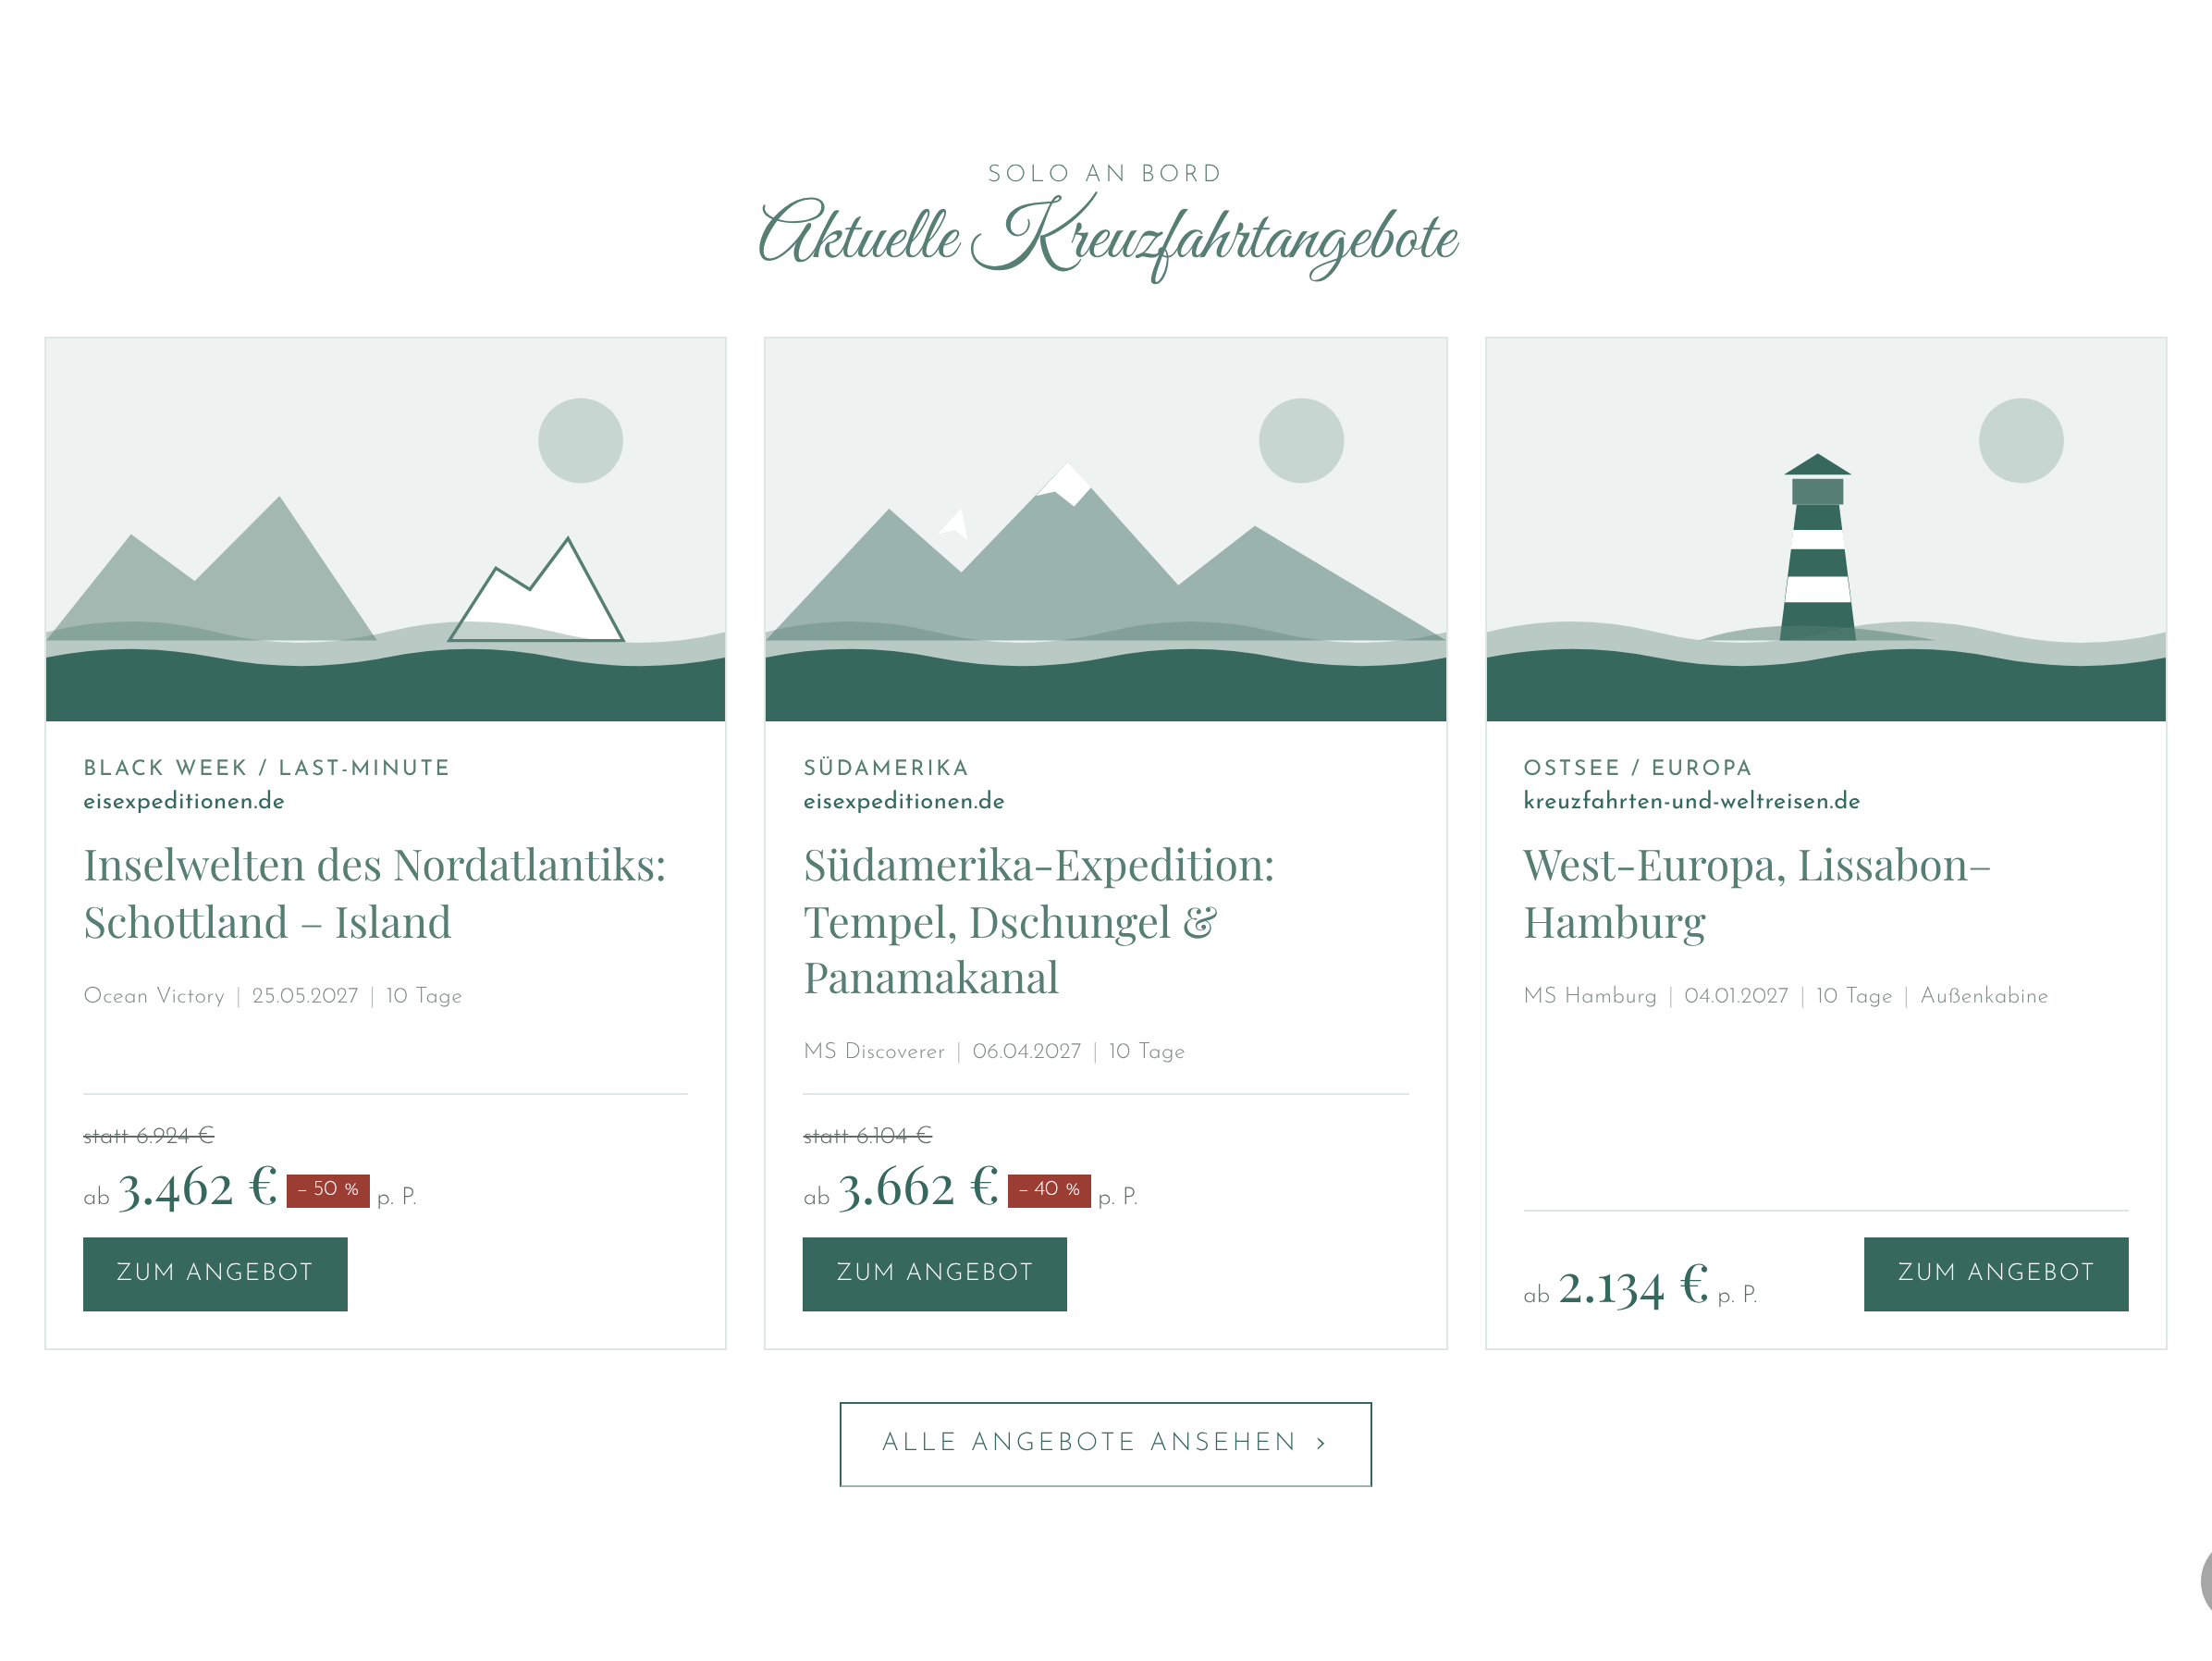 SOLO AN BORD
Aktuelle Kreuzfahrtangebote
BLACK WEEK / LAST-MINUTE
eisexpeditionen.de
Inselwelten des Nordatlantiks:
Schottland – Island
Ocean Victory | 25.05.2027 | 10 Tage
statt 6.924 €
ab 3.462 € – 50 % p. P.
ZUM ANGEBOT
SÜDAMERIKA
eisexpeditionen.de
Südamerika-Expedition:
Tempel, Dschungel &
Panamakanal
MS Discoverer | 06.04.2027 | 10 Tage
statt 6.104 €
ab 3.662 € – 40 % p. P.
ZUM ANGEBOT
OSTSEE / EUROPA
kreuzfahrten-und-weltreisen.de
West-Europa, Lissabon–
Hamburg
MS Hamburg | 04.01.2027 | 10 Tage | Außenkabine
ab 2.134 € p. P.
ZUM ANGEBOT
ALLE ANGEBOTE ANSEHEN ›